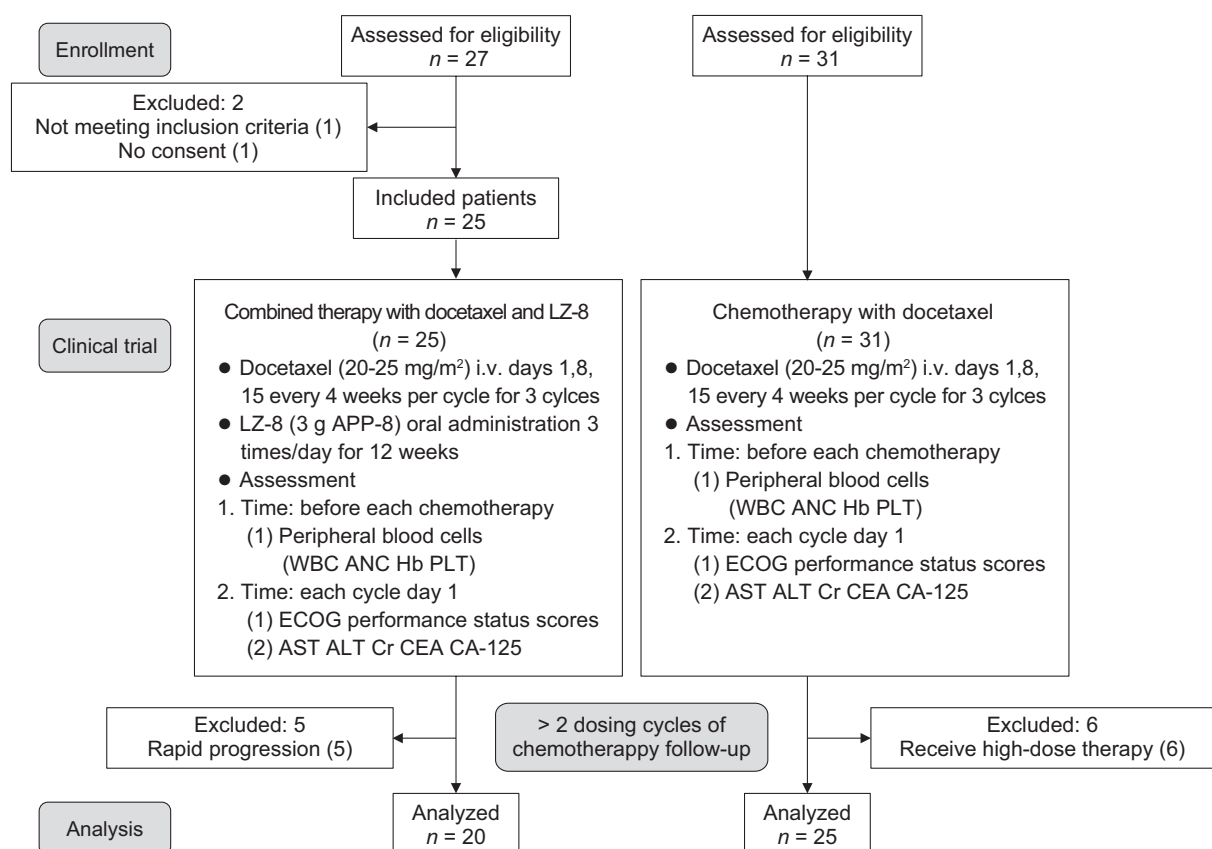 Enrollment
Assessed for eligibility
n = 27
Assessed for eligibility
n = 31
Excluded: 2
Not meeting inclusion criteria (1)
No consent (1)
Included patients
n = 25
Clinical trial
Combined therapy with docetaxel and LZ-8
(n = 25)
● Docetaxel (20-25 mg/m²) i.v. days 1,8,
15 every 4 weeks per cycle for 3 cylces
● LZ-8 (3 g APP-8) oral administration 3
times/day for 12 weeks
● Assessment
1. Time: before each chemotherapy
(1) Peripheral blood cells
(WBC ANC Hb PLT)
2. Time: each cycle day 1
(1) ECOG performance status scores
(2) AST ALT Cr CEA CA-125
Chemotherapy with docetaxel
(n = 31)
● Docetaxel (20-25 mg/m²) i.v. days 1,8,
15 every 4 weeks per cycle for 3 cylces
● Assessment
1. Time: before each chemotherapy
(1) Peripheral blood cells
(WBC ANC Hb PLT)
2. Time: each cycle day 1
(1) ECOG performance status scores
(2) AST ALT Cr CEA CA-125
Excluded: 5
Rapid progression (5)
> 2 dosing cycles of
chemotherappy follow-up
Excluded: 6
Receive high-dose therapy (6)
Analysis
Analyzed
n = 20
Analyzed
n = 25